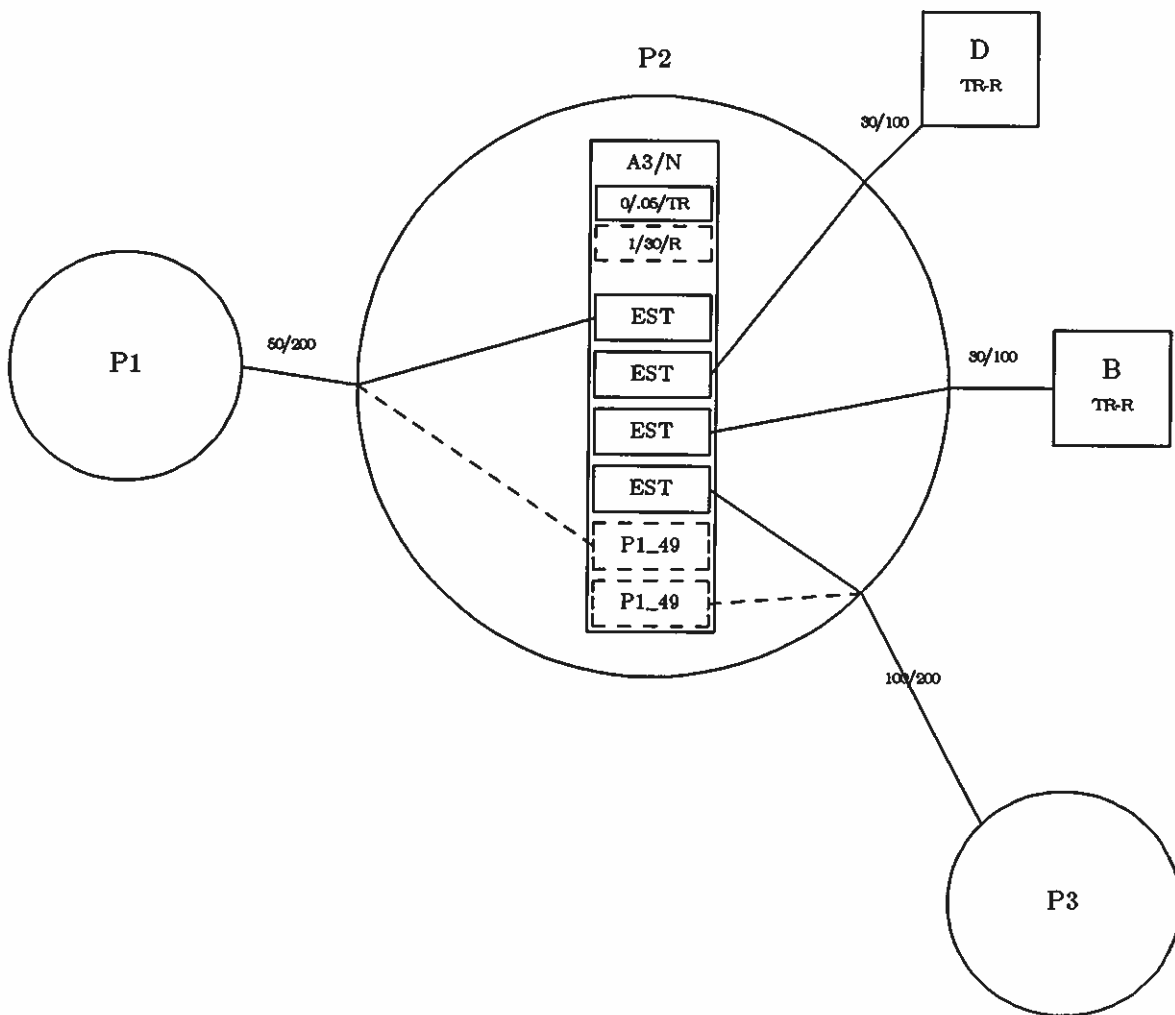 D
TR-R
P2
30/100
A3/N
0/.05/TR
1/30/R
EST
50/200
P1
EST
30/100
B
TR-R
EST
EST
P1_49
P1_49
100/200
P3